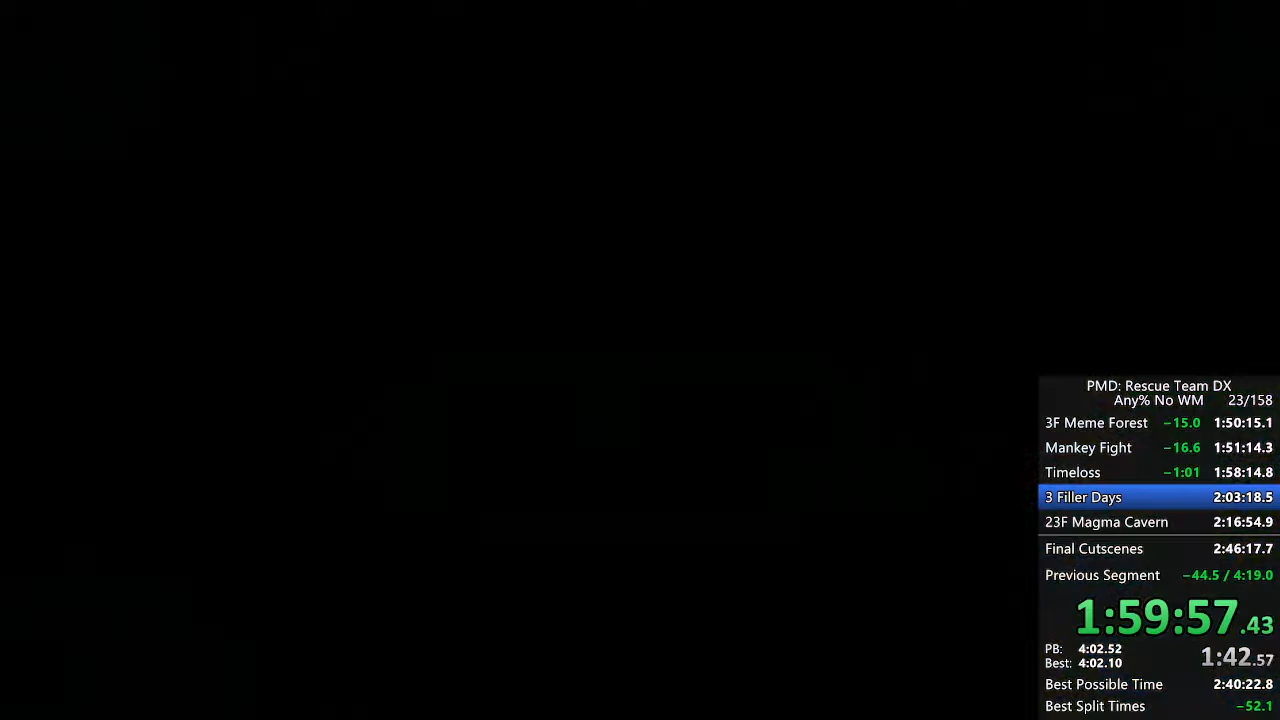 PMD: Rescue Team DX
Any% No WM 23/158
3F Meme Forest −15.0 1:50:15.1
Mankey Fight −16.6 1:51:14.3
Timeless −1:01 1:58:14.8
3 Filler Days 2:03:18.5
23F Magma Cavern 2:16:54.9
Final Cutscenes 2:46:17.7
Previous Segment −44.5 / 4:19.0
1:59:57.43
PB: 4:02.52 1:42.57
Best: 4:02.10
Best Possible Time 2:40:22.8
Best Split Times −52.1